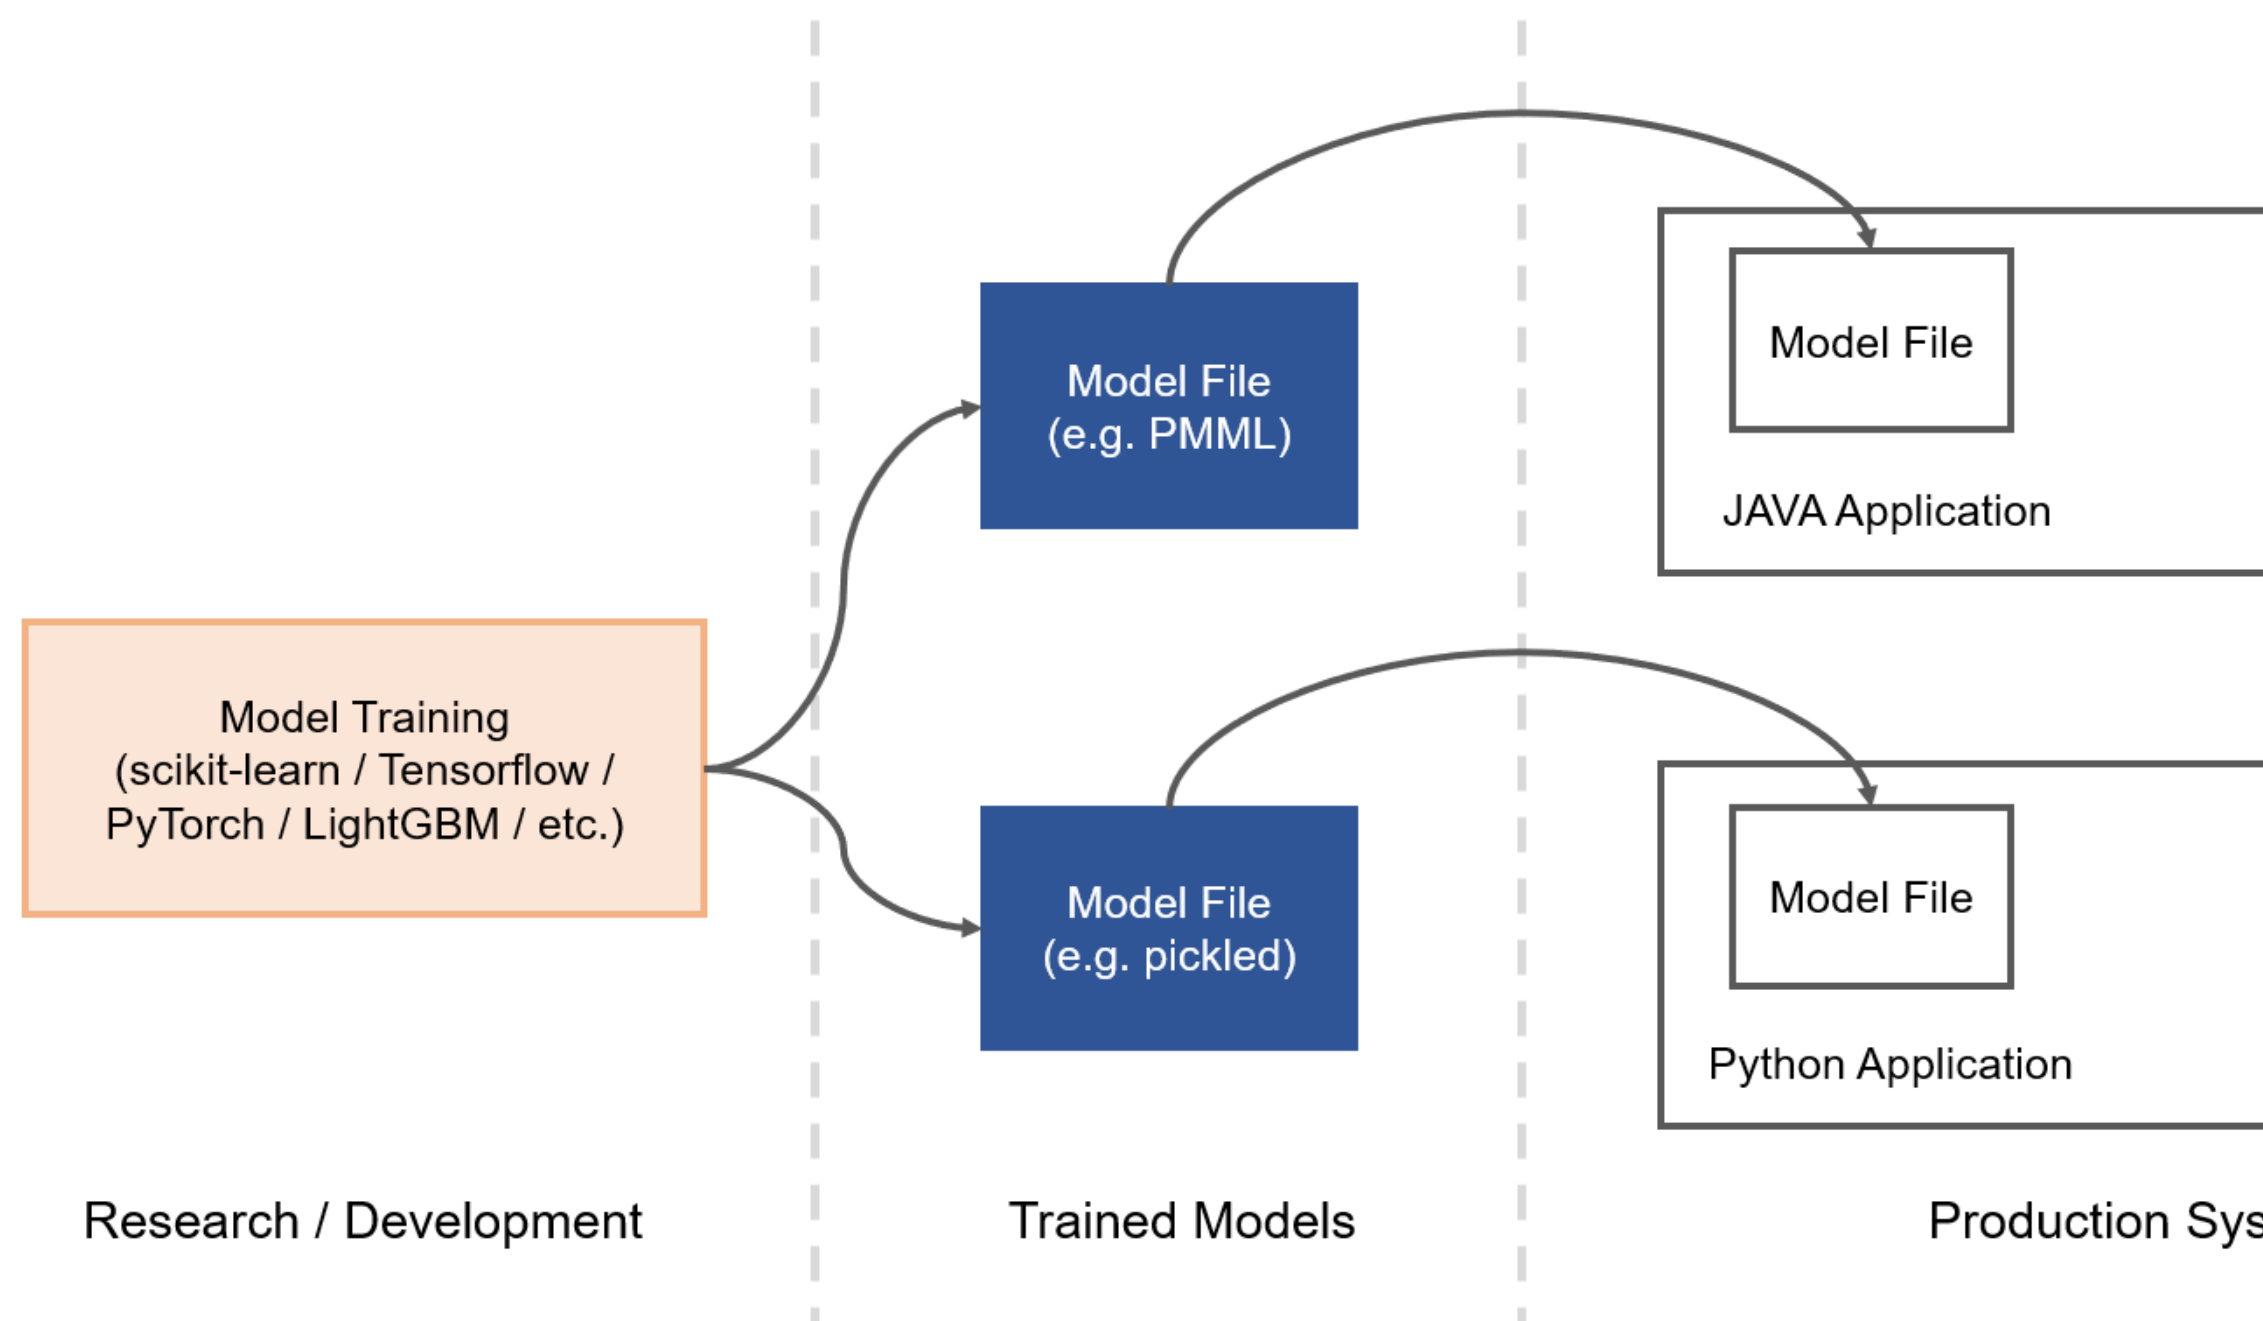 Model File
(e.g. PMML)
Model File
JAVA Application
Model Training
(scikit-learn / Tensorflow /
PyTorch / LightGBM / etc.)
Model File
(e.g. pickled)
Model File
Python Application
Research / Development
Trained Models
Production Sys